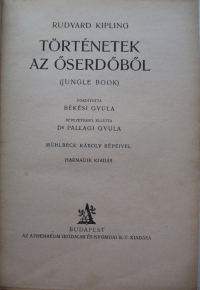 RUDYARD KIPLING
TÖRTÉNETEK
AZ ŐSERDŐBŐL
(JUNGLE BOOK)
FORDÍTOTTA
BÉKÉSI GYULA
BEVEZETÉSSEL ELLÁTTA
Dr PALLAGI GYULA
MÜHLBECK KÁROLY KÉPEIVEL
HARMADIK KIADÁS
BUDAPEST
AZ ATHENAEUM IRODALMI ÉS NYOMDAI R.-T. KIADÁSA